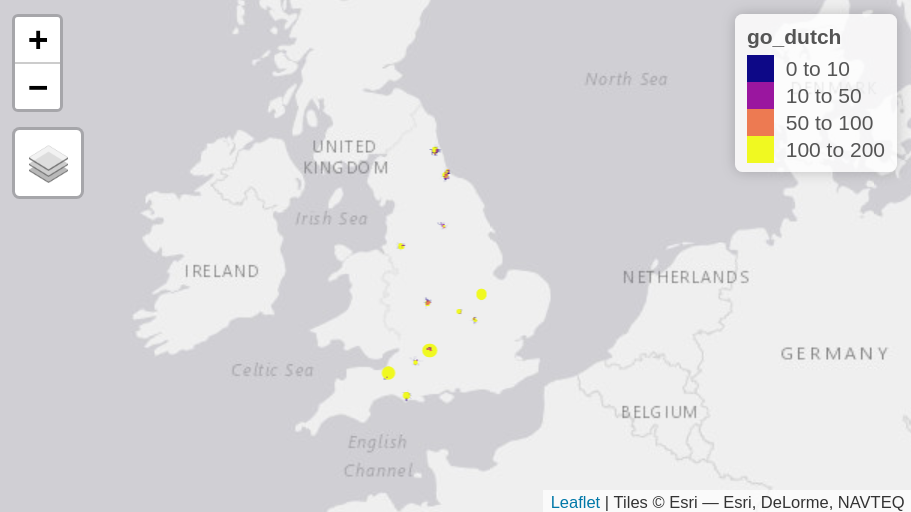 +
−
go_dutch
0 to 10
10 to 50
50 to 100
100 to 200
DENMARK
North Sea
UNITED
KINGDOM
Irish Sea
IRELAND
NETHERLANDS
GERMANY
Celtic Sea
BELGIUM
English
Channel
Leaflet | Tiles © Esri — Esri, DeLorme, NAVTEQ